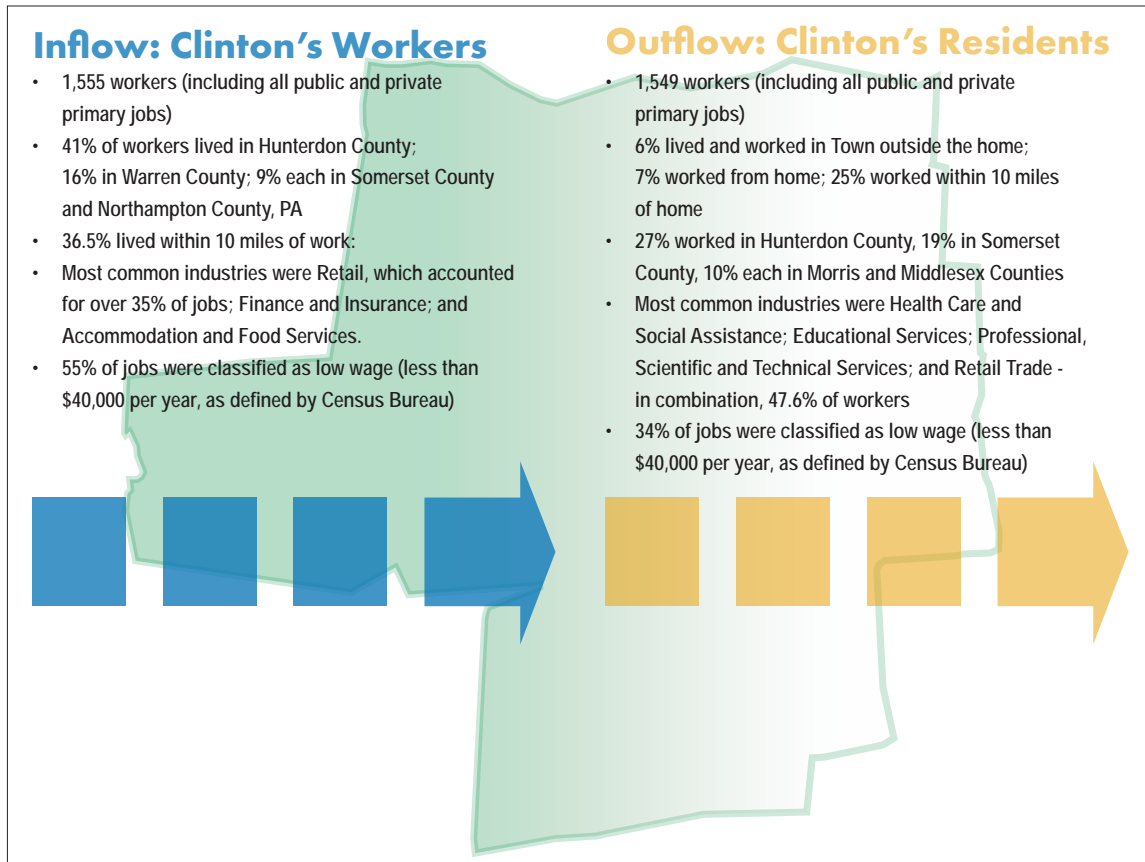 Inflow: Clinton's Workers
• 1,555 workers (including all public and private
primary jobs)
• 41% of workers lived in Hunterdon County;
16% in Warren County; 9% each in Somerset County
and Northampton County, PA
• 36.5% lived within 10 miles of work:
• Most common industries were Retail, which accounted
for over 35% of jobs; Finance and Insurance; and
Accommodation and Food Services.
• 55% of jobs were classified as low wage (less than
$40,000 per year, as defined by Census Bureau)
Outflow: Clinton's Residents
• 1,549 workers (including all public and private
primary jobs)
• 6% lived and worked in Town outside the home;
7% worked from home; 25% worked within 10 miles
of home
• 27% worked in Hunterdon County, 19% in Somerset
County, 10% each in Morris and Middlesex Counties
• Most common industries were Health Care and
Social Assistance; Educational Services; Professional,
Scientific and Technical Services; and Retail Trade -
in combination, 47.6% of workers
• 34% of jobs were classified as low wage (less than
$40,000 per year, as defined by Census Bureau)